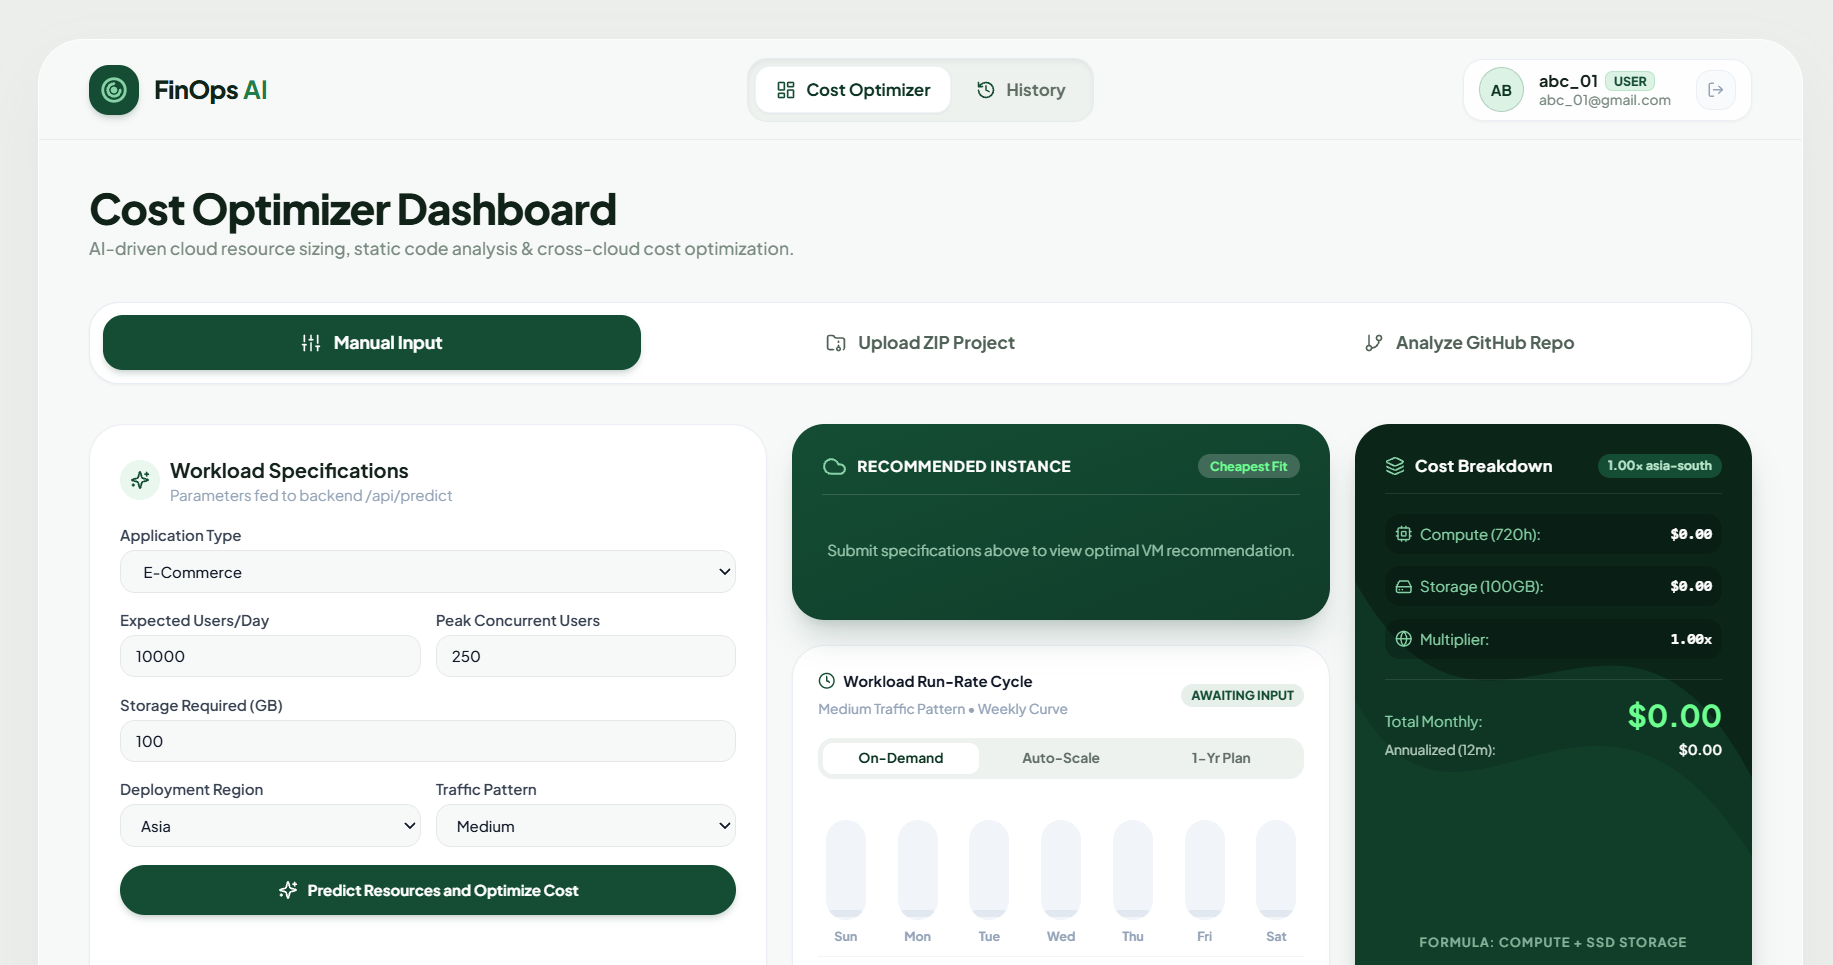 FinOps AI
Cost Optimizer
History
AB
abc_01
USER
abc_01@gmail.com
Cost Optimizer Dashboard
AI-driven cloud resource sizing, static code analysis & cross-cloud cost optimization.
Manual Input
Upload ZIP Project
Analyze GitHub Repo
Workload Specifications
Parameters fed to backend /api/predict
Application Type
E-Commerce
Expected Users/Day
Peak Concurrent Users
10000
250
Storage Required (GB)
100
Deployment Region
Traffic Pattern
Asia
Medium
Predict Resources and Optimize Cost
RECOMMENDED INSTANCE
Cheapest Fit
Submit specifications above to view optimal VM recommendation.
Workload Run-Rate Cycle
Medium Traffic Pattern • Weekly Curve
AWAITING INPUT
On-Demand
Auto-Scale
1-Yr Plan
Sun
Mon
Tue
Wed
Thu
Fri
Sat
Cost Breakdown
1.00× asia-south
Compute (720h):
$0.00
Storage (100GB):
$0.00
Multiplier:
1.00x
Total Monthly:
$0.00
Annualized (12m):
$0.00
FORMULA: COMPUTE + SSD STORAGE